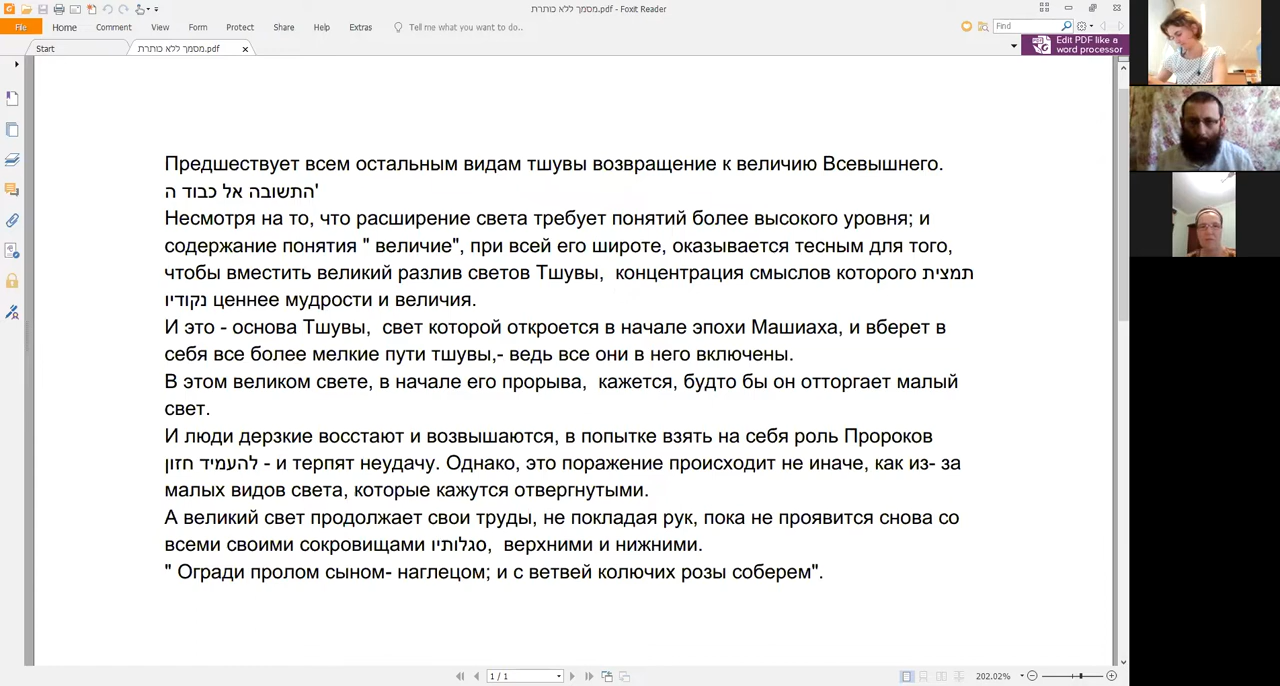 מסמך ללא כותרת.pdf - Foxit Reader
File Home Comment View Form Protect Share Help Extras Tell me what you want to do.. Find
Start מסמך ללא כותרת.pdf Edit PDF like a
word processor
Предшествует всем остальным видам тшувы возвращение к величию Всевышнего.
התשובה אל כבוד ה'
Несмотря на то, что расширение света требует понятий более высокого уровня; и
содержание понятия " величие", при всей его широте, оказывается тесным для того,
чтобы вместить великий разлив светов Тшувы, концентрация смыслов которого תמצית
נקודיו ценнее мудрости и величия.
И это - основа Тшувы, свет которой откроется в начале эпохи Машиаха, и вберет в
себя все более мелкие пути тшувы,- ведь все они в него включены.
В этом великом свете, в начале его прорыва, кажется, будто бы он отторгает малый
свет.
И люди дерзкие восстают и возвышаются, в попытке взять на себя роль Пророков
להעמיד חזון - и терпят неудачу. Однако, это поражение происходит не иначе, как из- за
малых видов света, которые кажутся отвергнутыми.
А великий свет продолжает свои труды, не покладая рук, пока не проявится снова со
всеми своими сокровищами סגלותיו, верхними и нижними.
" Огради пролом сыном- наглецом; и с ветвей колючих розы соберем".
1 / 1 202.02%